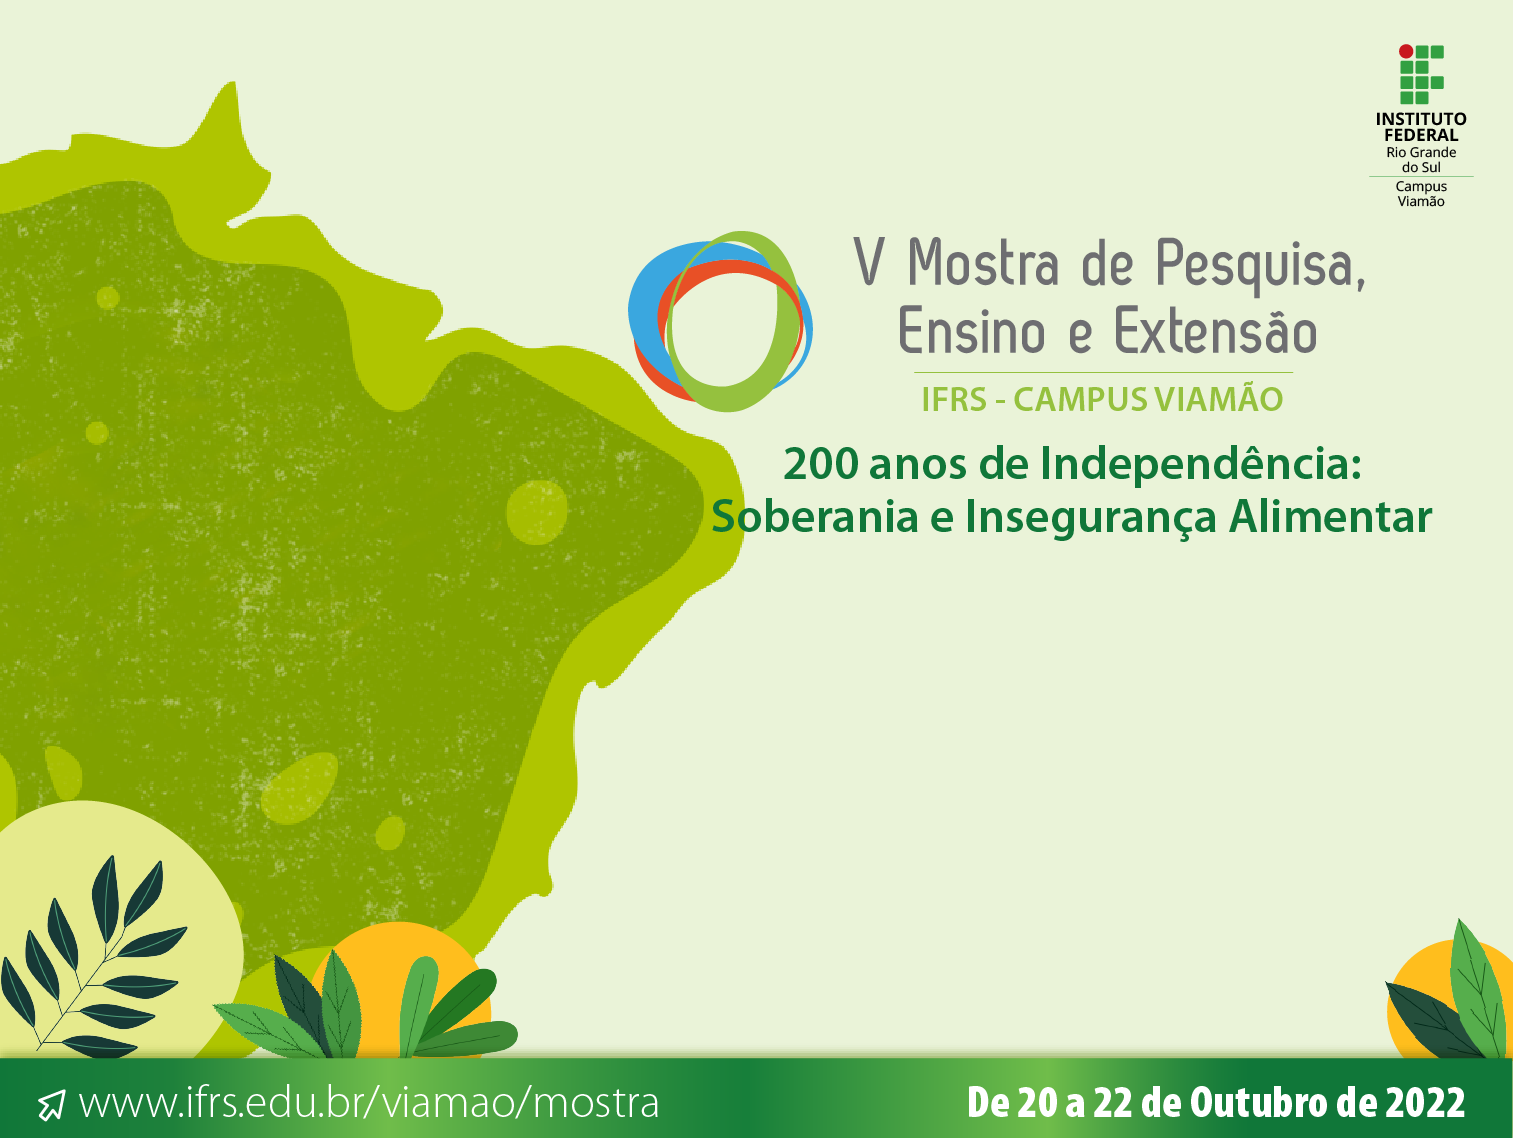 INSTITUTO
FEDERAL
Rio Grande
do Sul
Campus
Viamão
V Mostra de Pesquisa,
Ensino e Extensão
IFRS - CAMPUS VIAMÃO
200 anos de Independência:
Soberania e Insegurança Alimentar
www.ifrs.edu.br/viamao/mostra
De 20 a 22 de Outubro de 2022